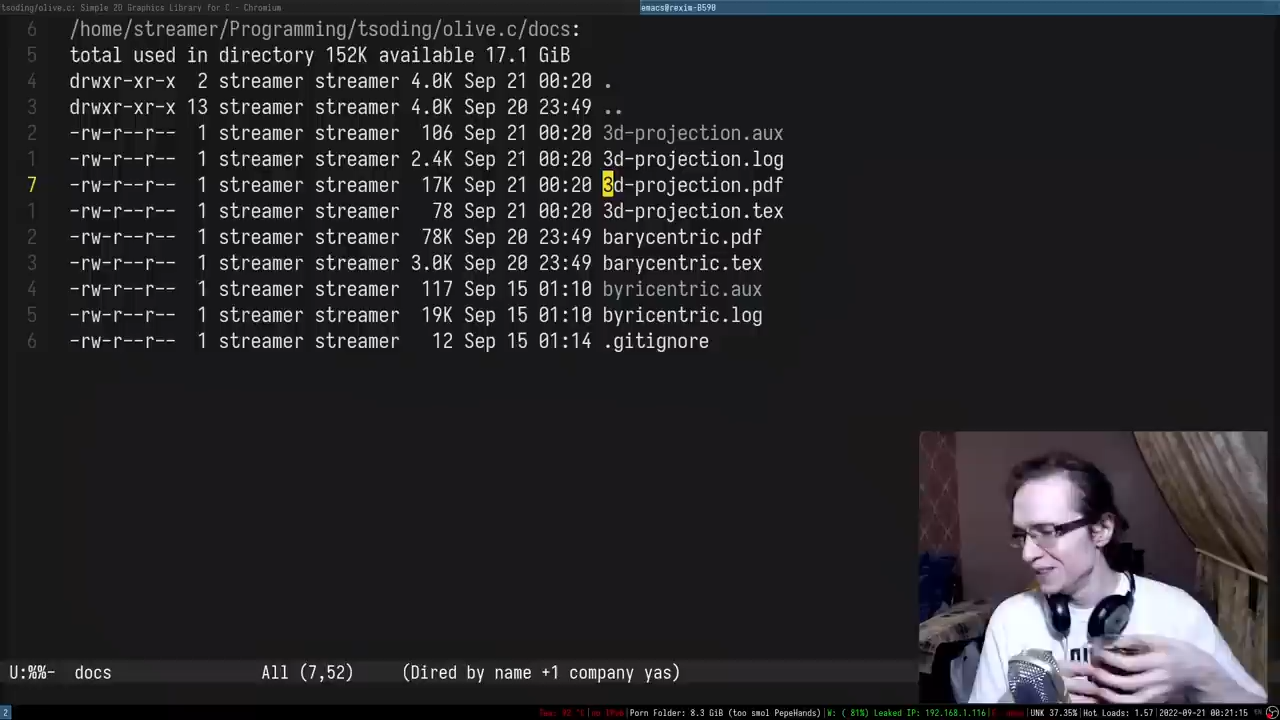 tsoding/olive.c: Simple 2D Graphics Library for C - Chromium
emacs@rexim-B590
6 /home/streamer/Programming/tsoding/olive.c/docs:
5 total used in directory 152K available 17.1 GiB
4 drwxr-xr-x 2 streamer streamer 4.0K Sep 21 00:20 .
3 drwxr-xr-x 13 streamer streamer 4.0K Sep 20 23:49 ..
2 -rw-r--r-- 1 streamer streamer 106 Sep 21 00:20 3d-projection.aux
1 -rw-r--r-- 1 streamer streamer 2.4K Sep 21 00:20 3d-projection.log
7 -rw-r--r-- 1 streamer streamer 17K Sep 21 00:20 3d-projection.pdf
1 -rw-r--r-- 1 streamer streamer 78 Sep 21 00:20 3d-projection.tex
2 -rw-r--r-- 1 streamer streamer 78K Sep 20 23:49 barycentric.pdf
3 -rw-r--r-- 1 streamer streamer 3.0K Sep 20 23:49 barycentric.tex
4 -rw-r--r-- 1 streamer streamer 117 Sep 15 01:10 byricentric.aux
5 -rw-r--r-- 1 streamer streamer 19K Sep 15 01:10 byricentric.log
6 -rw-r--r-- 1 streamer streamer 12 Sep 15 01:14 .gitignore
U:%%- docs All (7,52) (Dired by name +1 company yas)
2 |Porn Folder: 8.3 GiB (too smol PepeHands)|W: ( 81%) Leaked IP: 192.168.1.116| |UNK 37.35%|Hot Loads: 1.57|2022-09-21 00:21:15